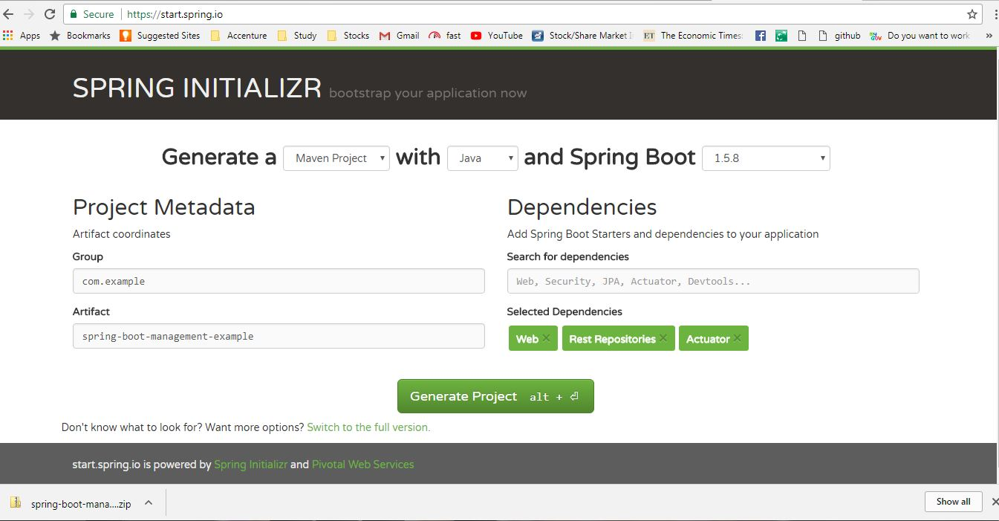 Secure https://start.spring.io
Apps Bookmarks Suggested Sites Accenture Study Stocks Gmail fast YouTube Stock/Share Market ET The Economic Times: github Do you want to work »
SPRING INITIALIZR bootstrap your application now
Generate a Maven Project with Java and Spring Boot 1.5.8
Project Metadata
Artifact coordinates
Group
com.example
Artifact
spring-boot-management-example
Dependencies
Add Spring Boot Starters and dependencies to your application
Search for dependencies
Web, Security, JPA, Actuator, Devtools...
Selected Dependencies
Web × Rest Repositories × Actuator ×
Generate Project alt + ⏎
Don't know what to look for? Want more options? Switch to the full version.
start.spring.io is powered by Spring Initializr and Pivotal Web Services
spring-boot-mana....zip Show all